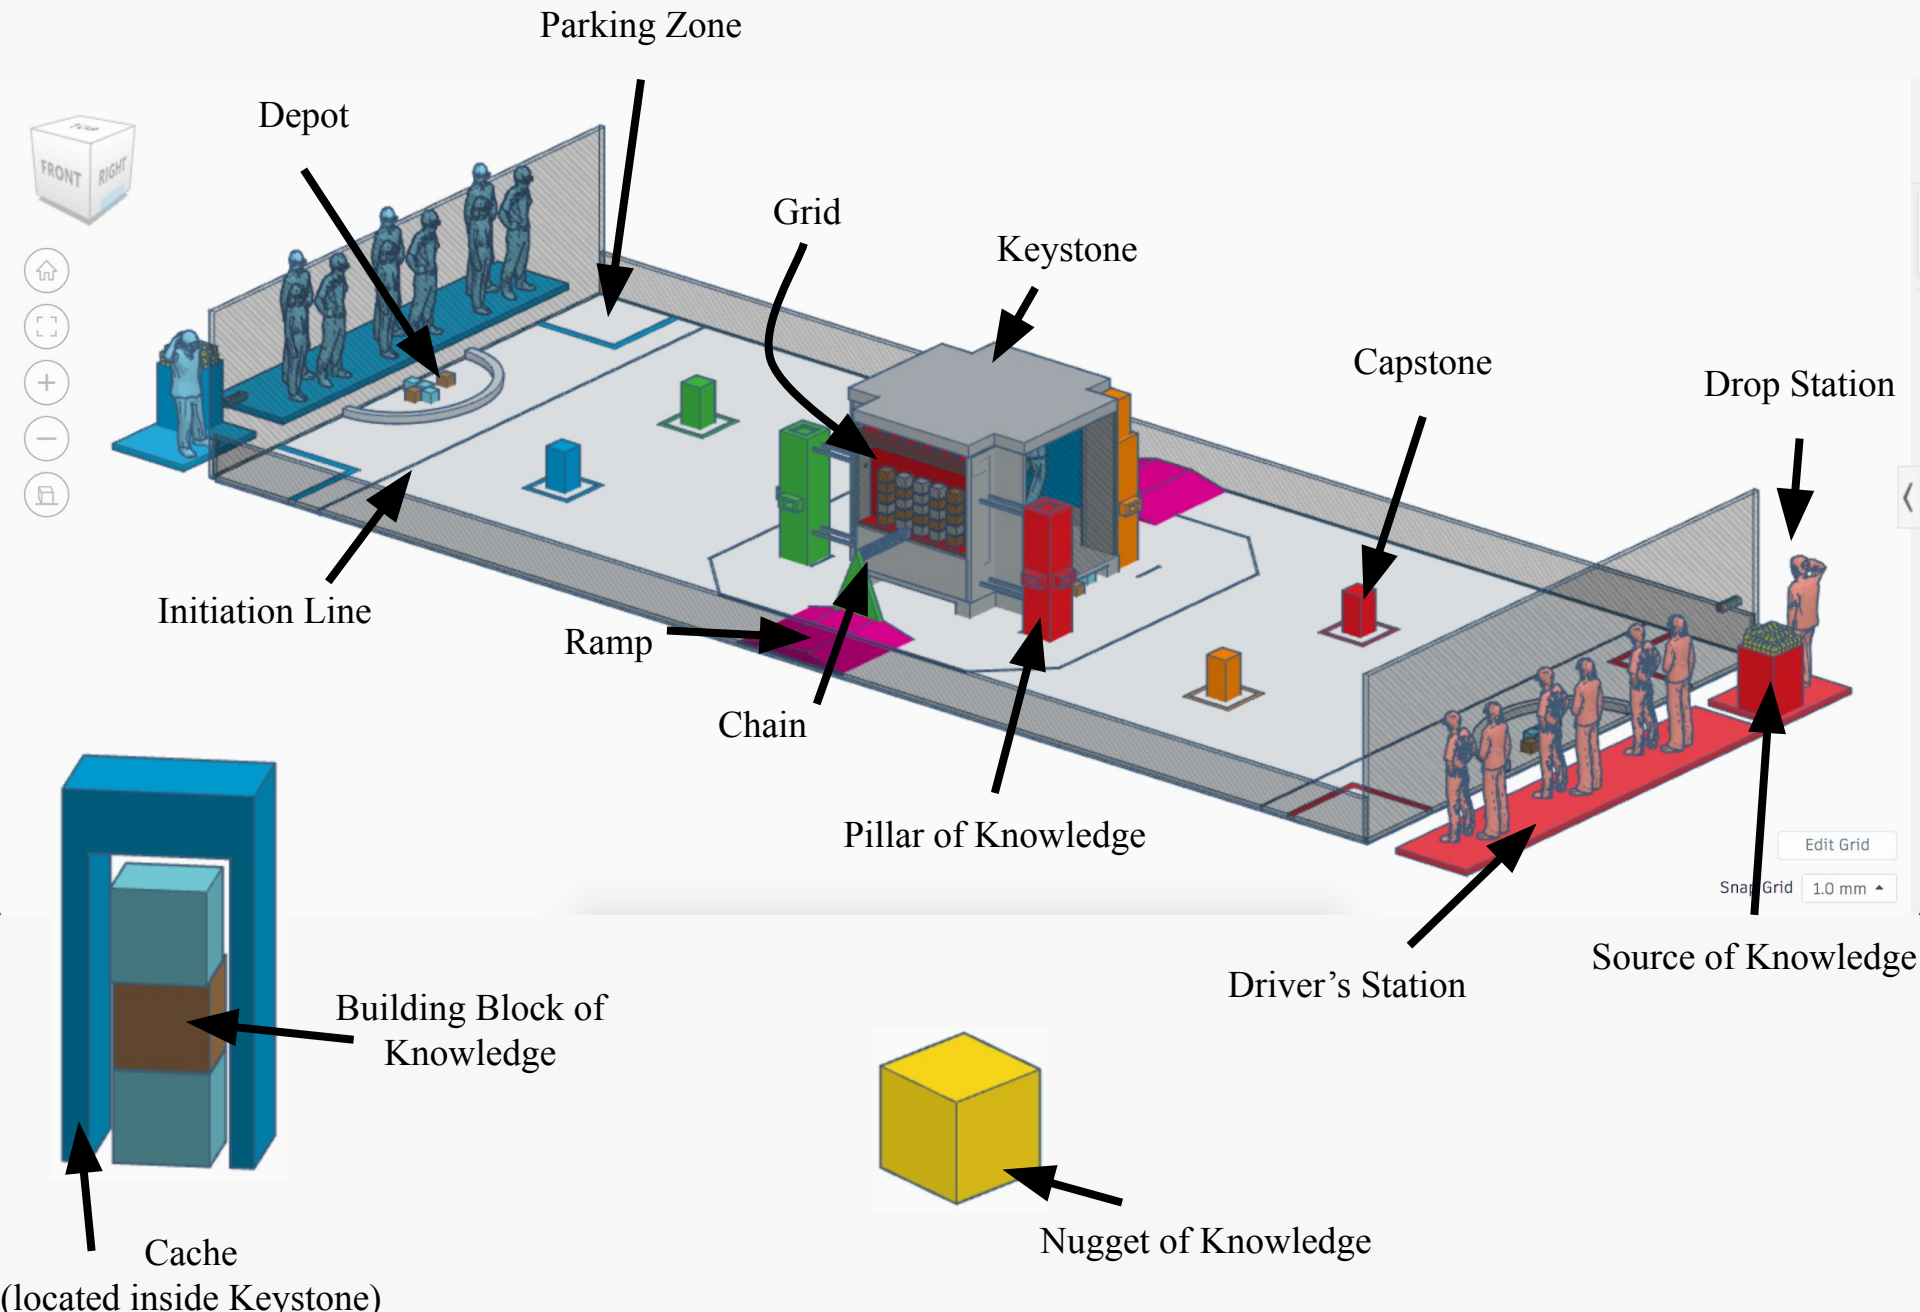 Parking Zone
Depot
TOP
FRONT
RIGHT
Grid
Keystone
Capstone
Drop Station
Initiation Line
Ramp
Chain
Pillar of Knowledge
Edit Grid
Snap Grid
1.0 mm
Source of Knowledge
Driver’s Station
Building Block of
Knowledge
Nugget of Knowledge
Cache
(located inside Keystone)